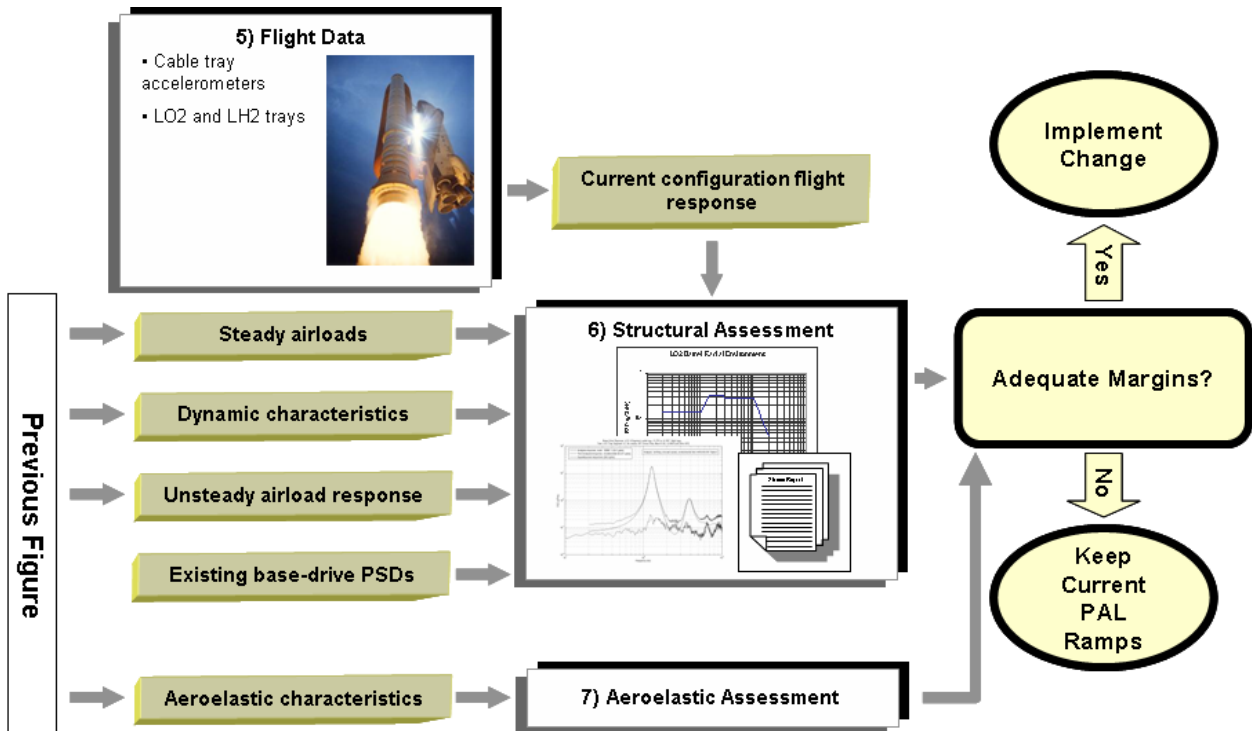 5) Flight Data
▪ Cable tray
accelerometers
▪ LO2 and LH2 trays
Current configuration flight
response
Previous Figure
Steady airloads
Dynamic characteristics
Unsteady airload response
Existing base-drive PSDs
Aeroelastic characteristics
6) Structural Assessment
7) Aeroelastic Assessment
Adequate Margins?
Yes
Implement
Change
No
Keep
Current
PAL
Ramps